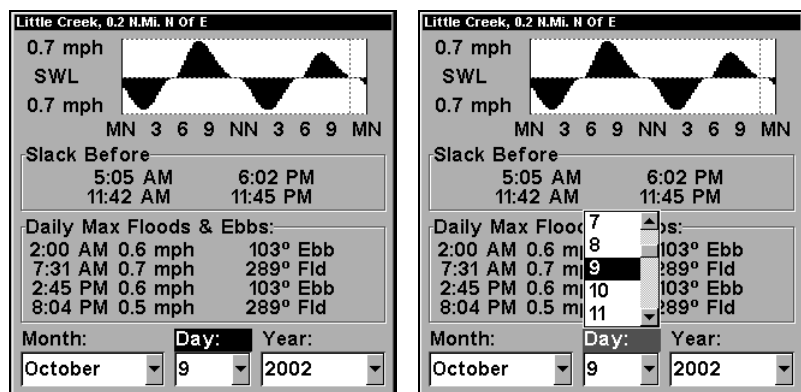 Little Creek, 0.2 N.Mi. N Of E
0.7 mph
SWL
0.7 mph
MN 3 6 9 NN 3 6 9 MN
Slack Before
5:05 AM 6:02 PM
11:42 AM 11:45 PM
Daily Max Floods & Ebbs:
2:00 AM 0.6 mph 103º Ebb
7:31 AM 0.7 mph 289º Fld
2:45 PM 0.6 mph 103º Ebb
8:04 PM 0.5 mph 289º Fld
Month: Day: Year:
October 9 2002
Little Creek, 0.2 N.Mi. N Of E
0.7 mph
SWL
0.7 mph
MN 3 6 9 NN 3 6 9 MN
Slack Before
5:05 AM 6:02 PM
11:42 AM 11:45 PM
Daily Max Floo 7 bs:
2:00 AM 0.6 m 8 103º Ebb
7:31 AM 0.7 m 9 289º Fld
2:45 PM 0.6 m 10 103º Ebb
8:04 PM 0.5 m 11 289º Fld
Month: Day: Year:
October 9 2002